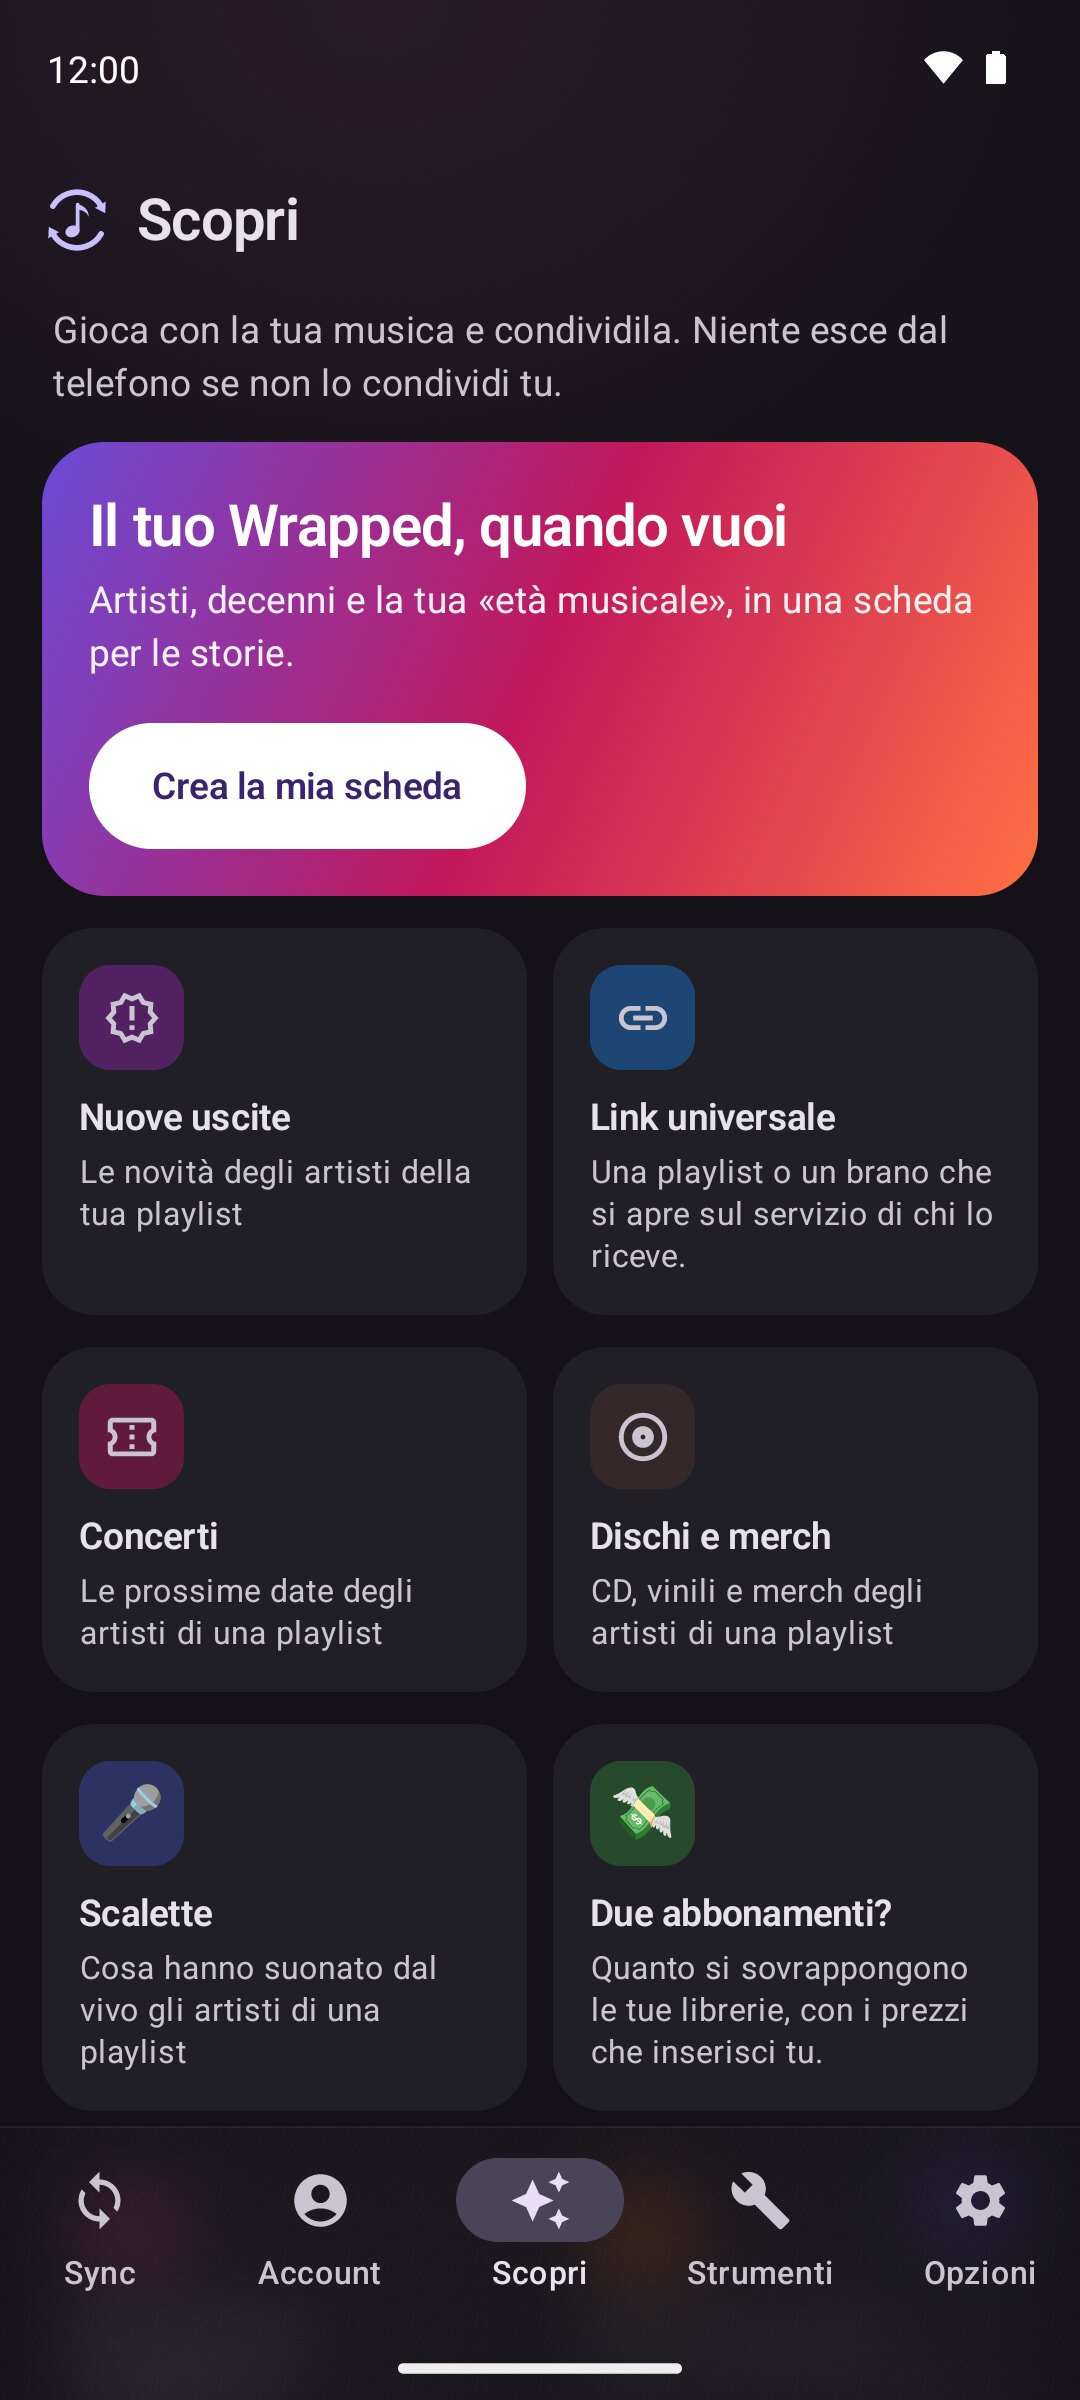 12:00
Scopri
Gioca con la tua musica e condividila. Niente esce dal
telefono se non lo condividi tu.
Il tuo Wrapped, quando vuoi
Artisti, decenni e la tua «età musicale», in una scheda
per le storie.
Crea la mia scheda
Nuove uscite
Le novità degli artisti della
tua playlist
Link universale
Una playlist o un brano che
si apre sul servizio di chi lo
riceve.
Concerti
Le prossime date degli
artisti di una playlist
Dischi e merch
CD, vinili e merch degli
artisti di una playlist
Scalette
Cosa hanno suonato dal
vivo gli artisti di una
playlist
Due abbonamenti?
Quanto si sovrappongono
le tue librerie, con i prezzi
che inserisci tu.
Sync
Account
Scopri
Strumenti
Opzioni